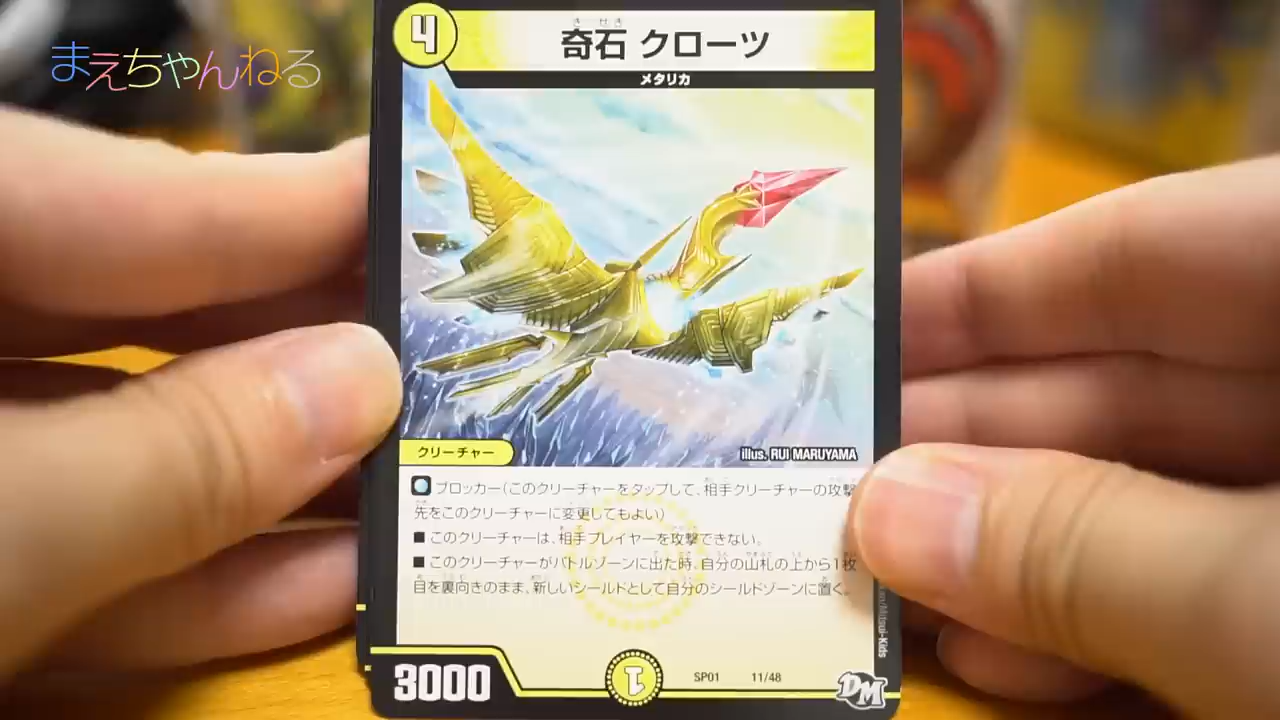 まえちゃんねる
4
きせき
奇石 クローツ
メタリカ
クリーチャー
illus. RUI MARUYAMA
ブロッカー(このクリーチャーをタップして、相手クリーチャーの攻撃
先をこのクリーチャーに変更してもよい)
■ このクリーチャーは、相手プレイヤーを攻撃できない。
■ このクリーチャーがバトルゾーンに出た時、自分の山札の上から1枚
目を裏向きのまま、新しいシールドとして自分のシールドゾーンに置く。
3000
1
SP01 11/48
DM